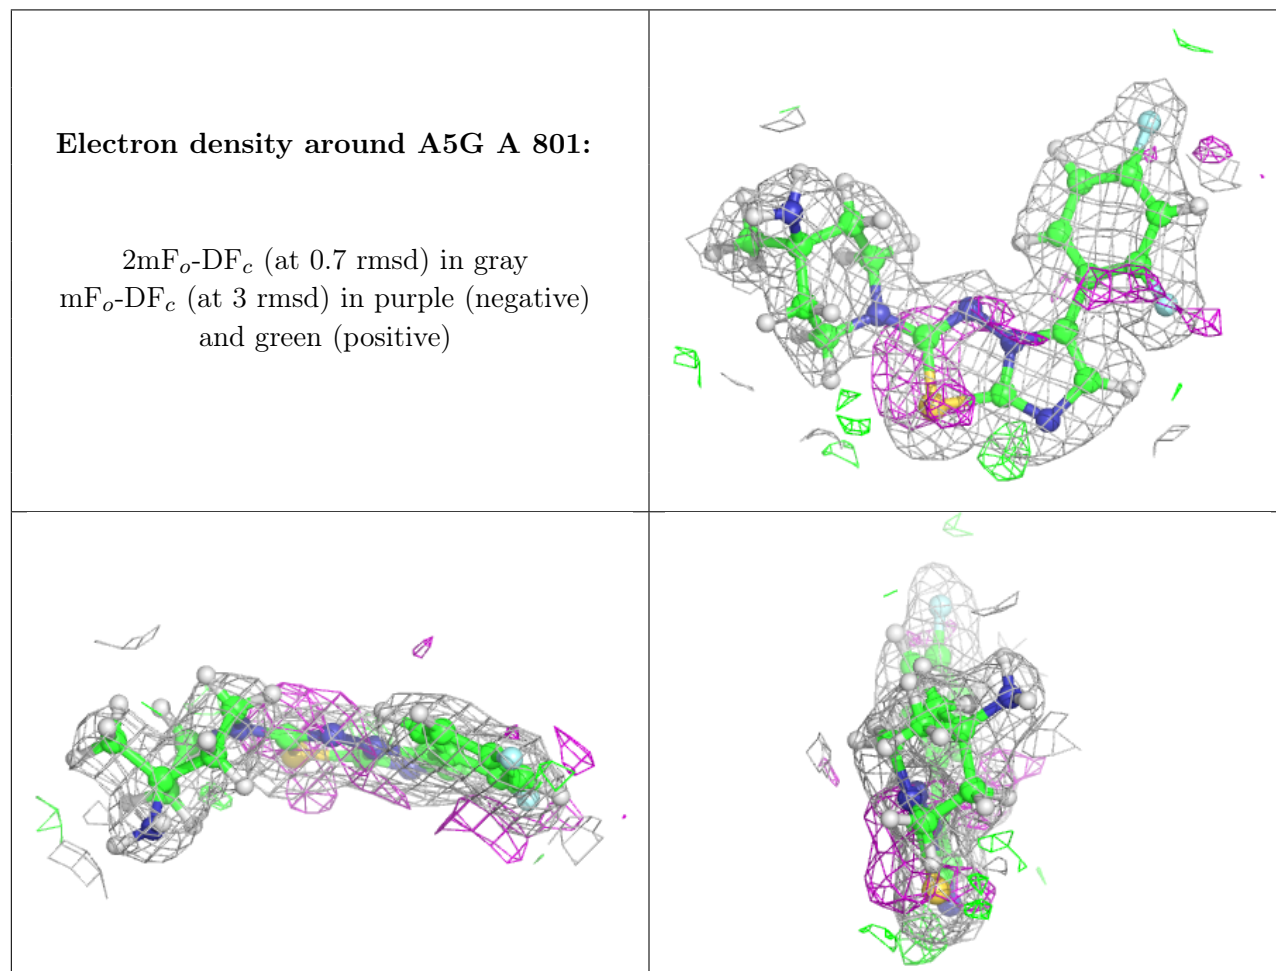 Electron density around A5G A 801:
2mFo-DFc (at 0.7 rmsd) in gray
mFo-DFc (at 3 rmsd) in purple (negative)
and green (positive)